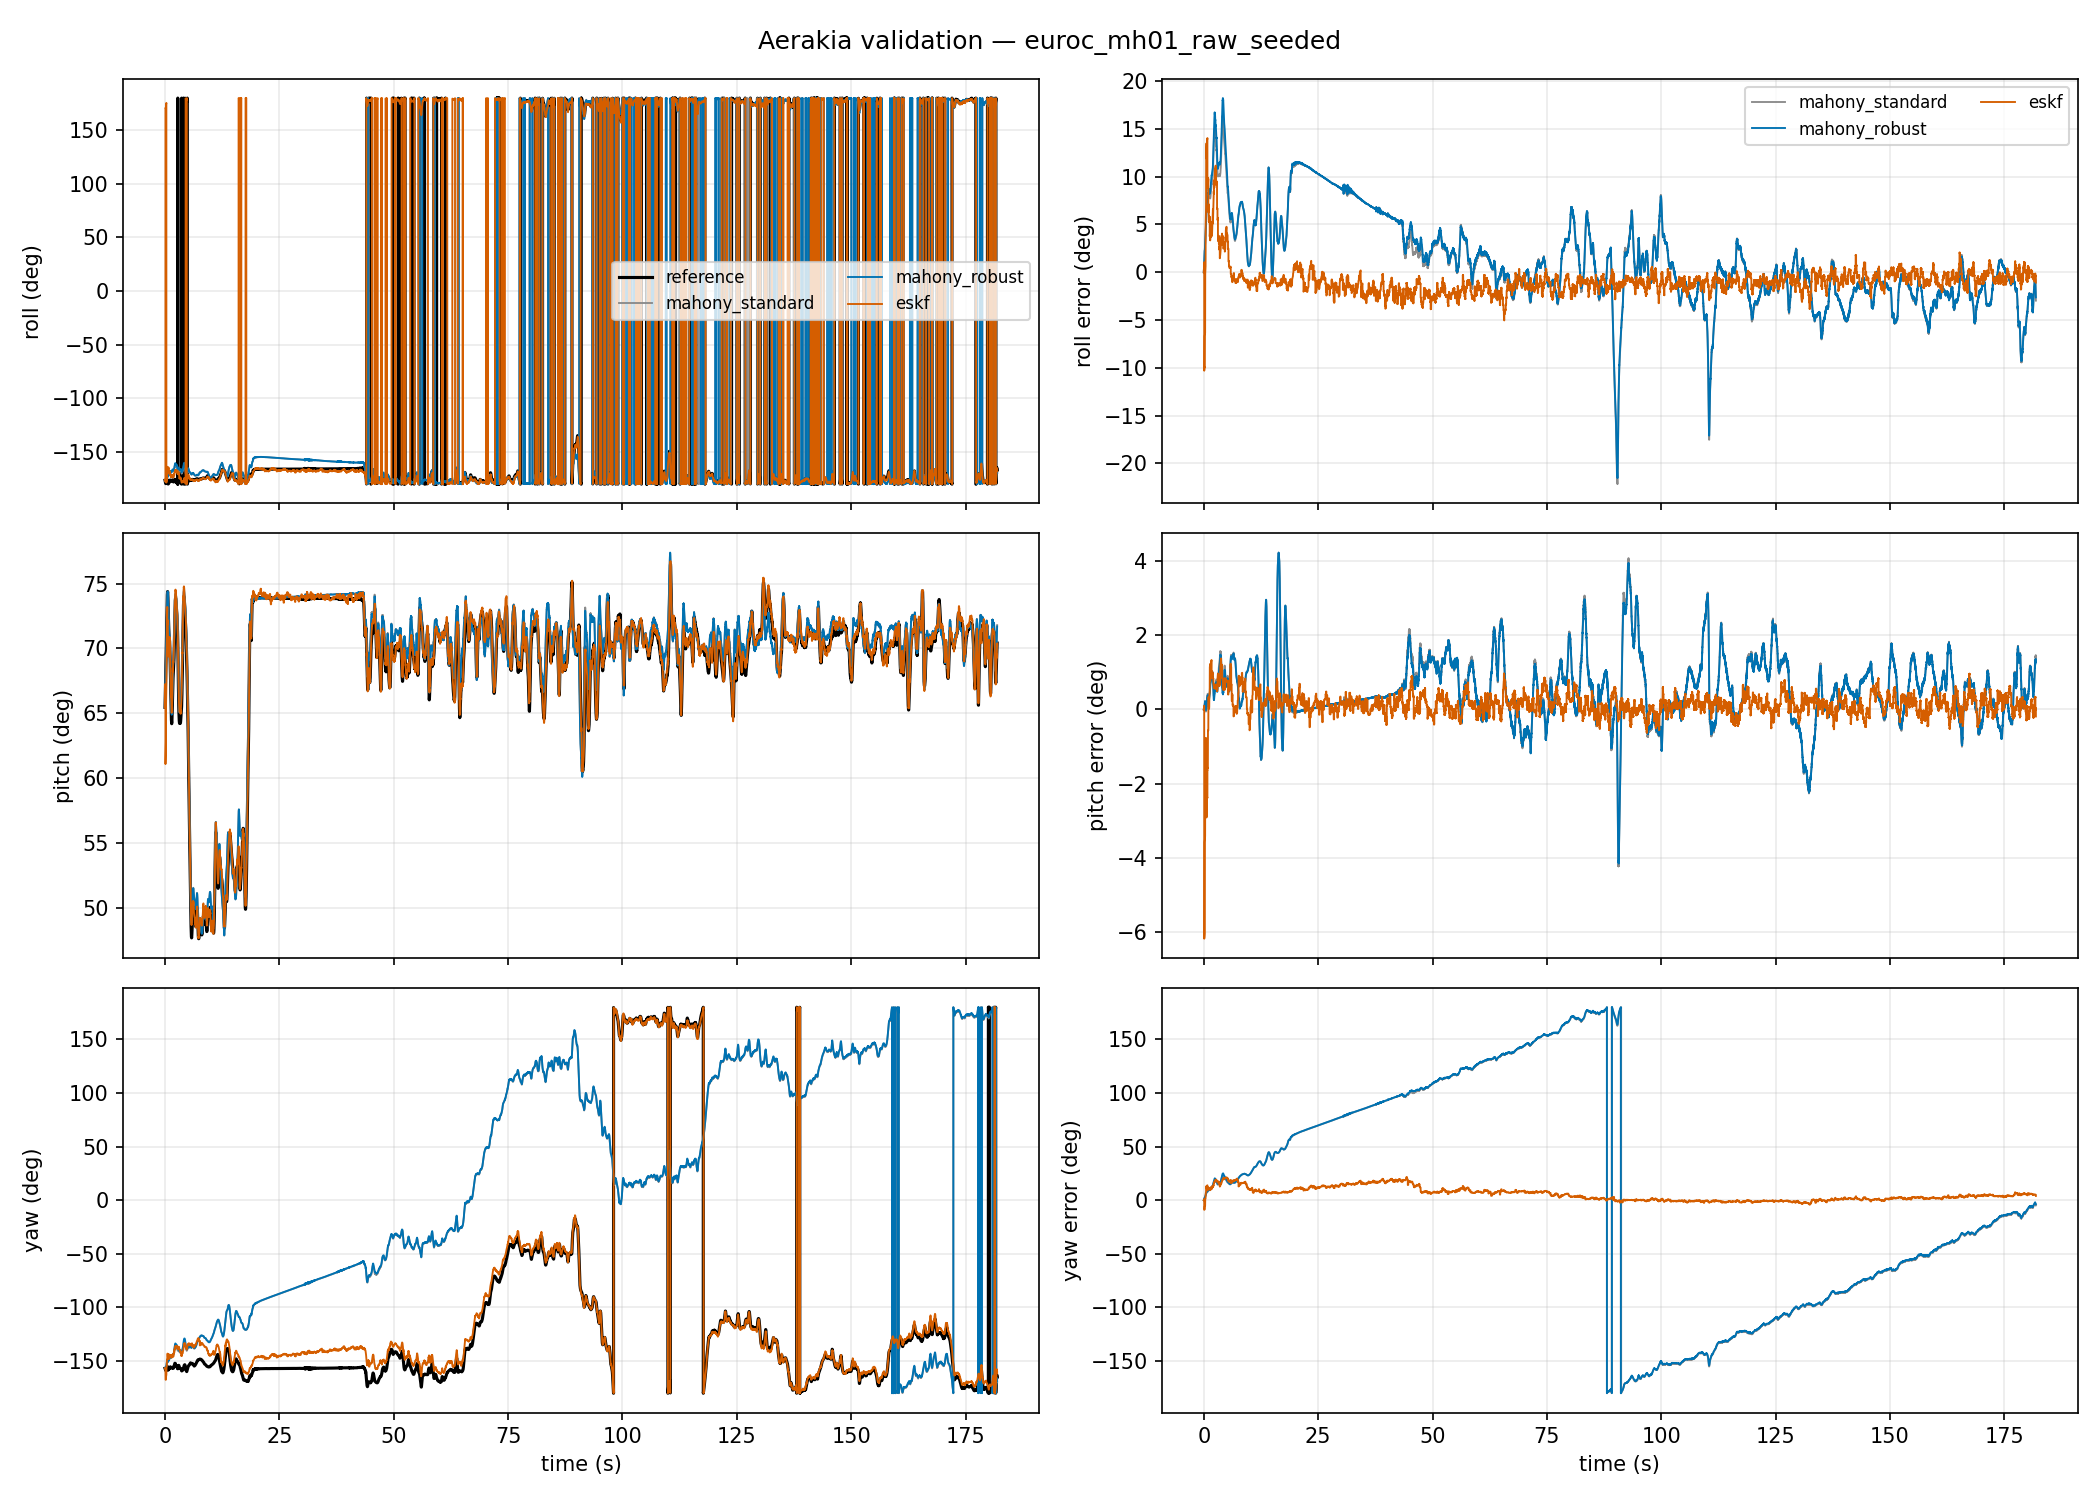 Aerakia validation — euroc_mh01_raw_seeded
roll (deg)
150
100
50
0
−50
−100
−150
reference
mahony_standard
mahony_robust
eskf
roll error (deg)
20
15
10
5
0
−5
−10
−15
−20
mahony_standard
mahony_robust
eskf
pitch (deg)
75
70
65
60
55
50
pitch error (deg)
4
2
0
−2
−4
−6
yaw (deg)
150
100
50
0
−50
−100
−150
0 25 50 75 100 125 150 175
time (s)
yaw error (deg)
150
100
50
0
−50
−100
−150
0 25 50 75 100 125 150 175
time (s)